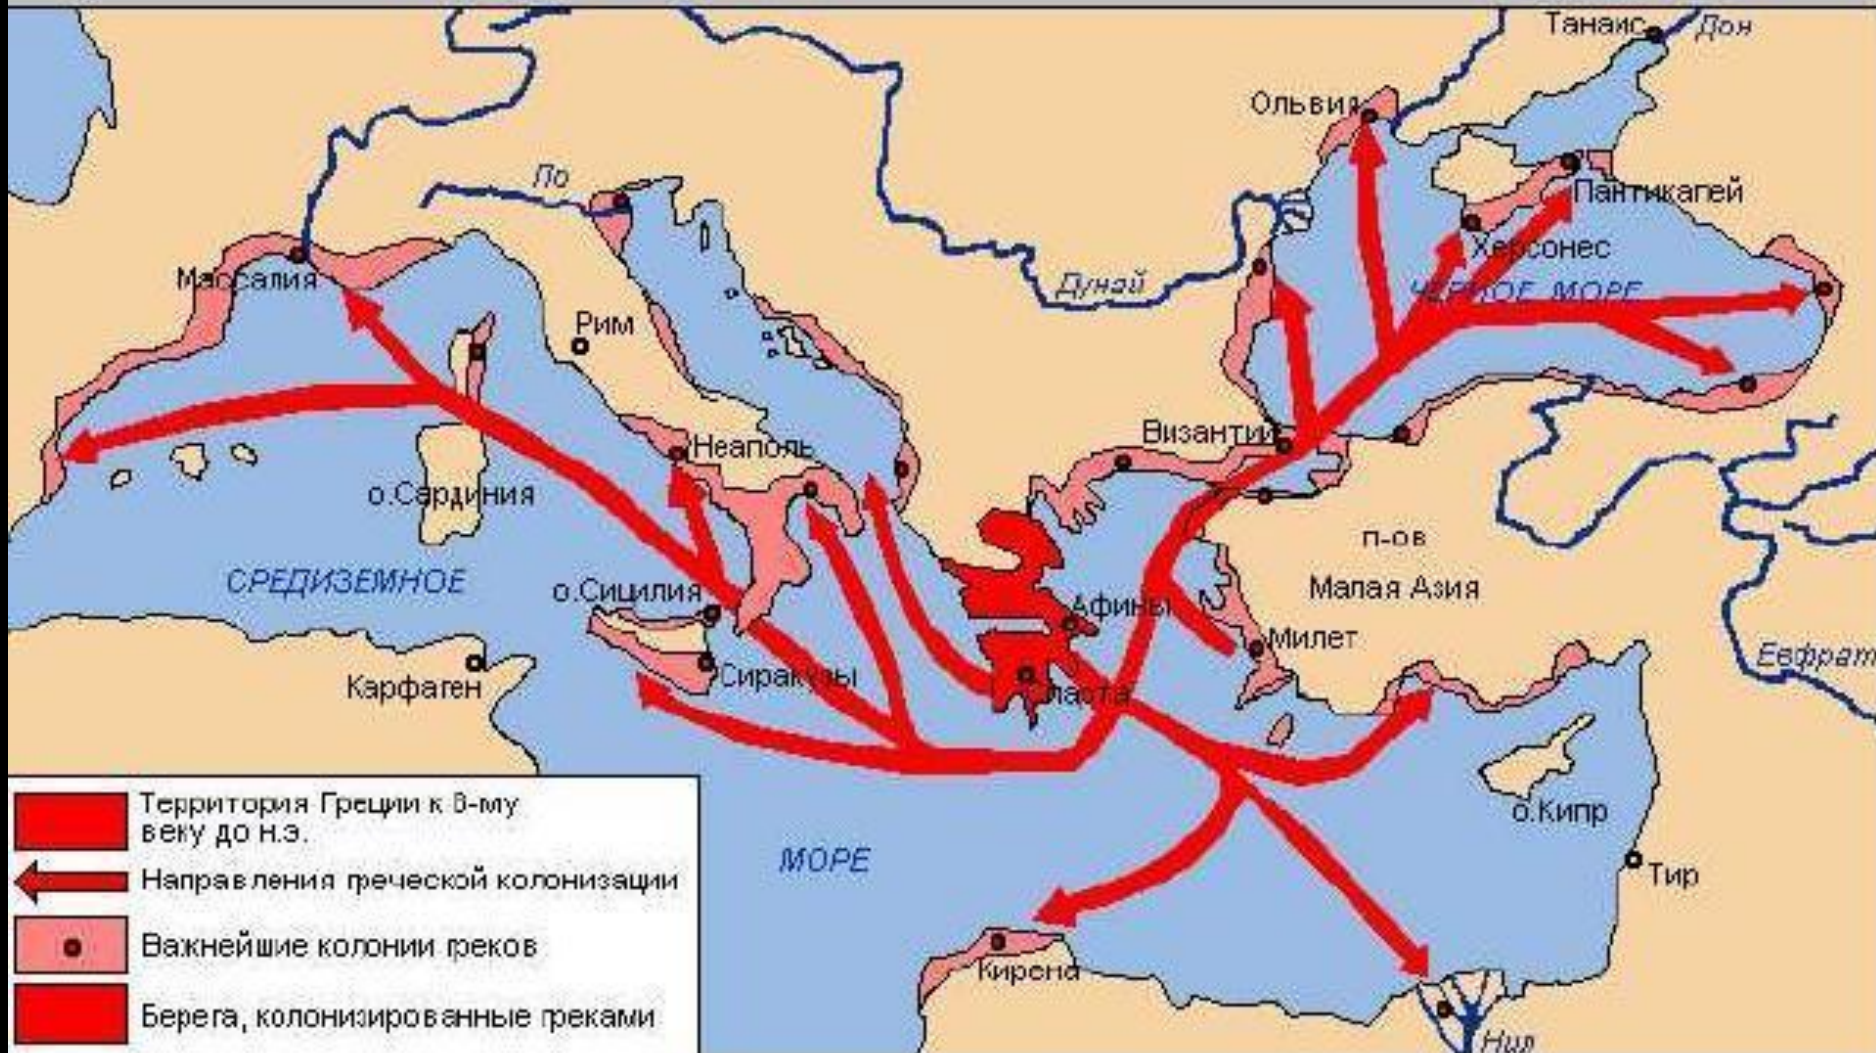 Танаис
Дон
Ольвия
По
Пантикапей
Массалия
Херсонес
Дунай
ЧЕРНОЕ МОРЕ
Рим
Византий
Неаполь
о.Сардиния
п-ов
Малая Азия
СРЕДИЗЕМНОЕ
о.Сицилия
Афины
Милет
Евфрат
Карфаген
Сиракузы
Спарта
о.Кипр
МОРЕ
Тир
Кирена
Нил
Территория Греции к 8-му
веку до н.э.
Направления греческой колонизации
Важнейшие колонии греков
Берега, колонизированные греками